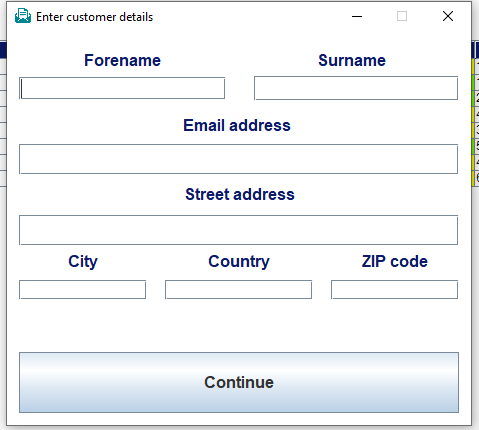 Enter customer details
Forename Surname
Email address
Street address
City Country ZIP code
Continue